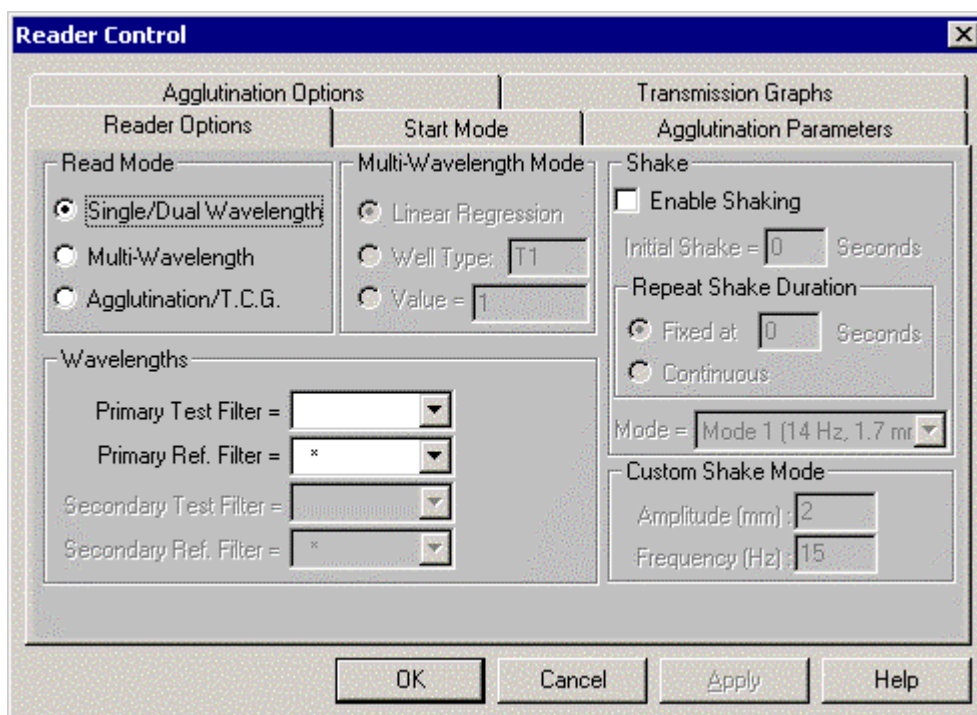 Reader Control
Agglutination Options
Transmission Graphs
Reader Options
Start Mode
Agglutination Parameters
Read Mode
Single/Dual Wavelength
Multi-Wavelength
Agglutination/T.C.G.
Multi-Wavelength Mode
Linear Regression
Well Type: T1
Value = 1
Shake
Enable Shaking
Initial Shake = 0 Seconds
Repeat Shake Duration
Fixed at 0 Seconds
Continuous
Mode = Mode 1 (14 Hz, 1.7 mr
Wavelengths
Primary Test Filter =
Primary Ref. Filter = *
Secondary Test Filter =
Secondary Ref. Filter = *
Custom Shake Mode
Amplitude (mm) : 2
Frequency (Hz) : 15
OK
Cancel
Apply
Help